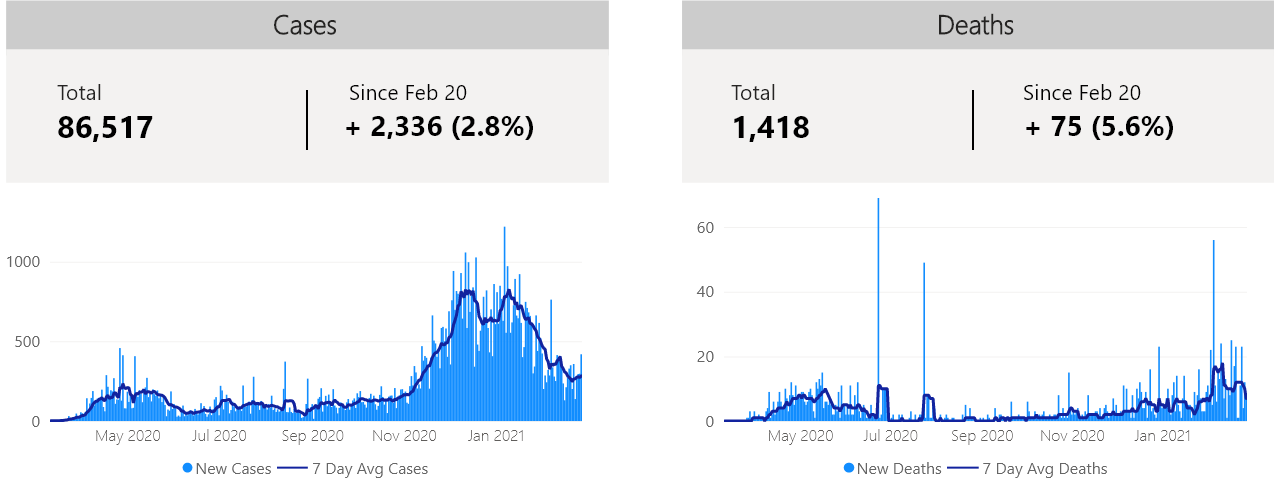 Cases
Total
86,517
Since Feb 20
+ 2,336 (2.8%)
1000
500
0
May 2020 Jul 2020 Sep 2020 Nov 2020 Jan 2021
New Cases 7 Day Avg Cases
Deaths
Total
1,418
Since Feb 20
+ 75 (5.6%)
60
40
20
0
May 2020 Jul 2020 Sep 2020 Nov 2020 Jan 2021
New Deaths 7 Day Avg Deaths